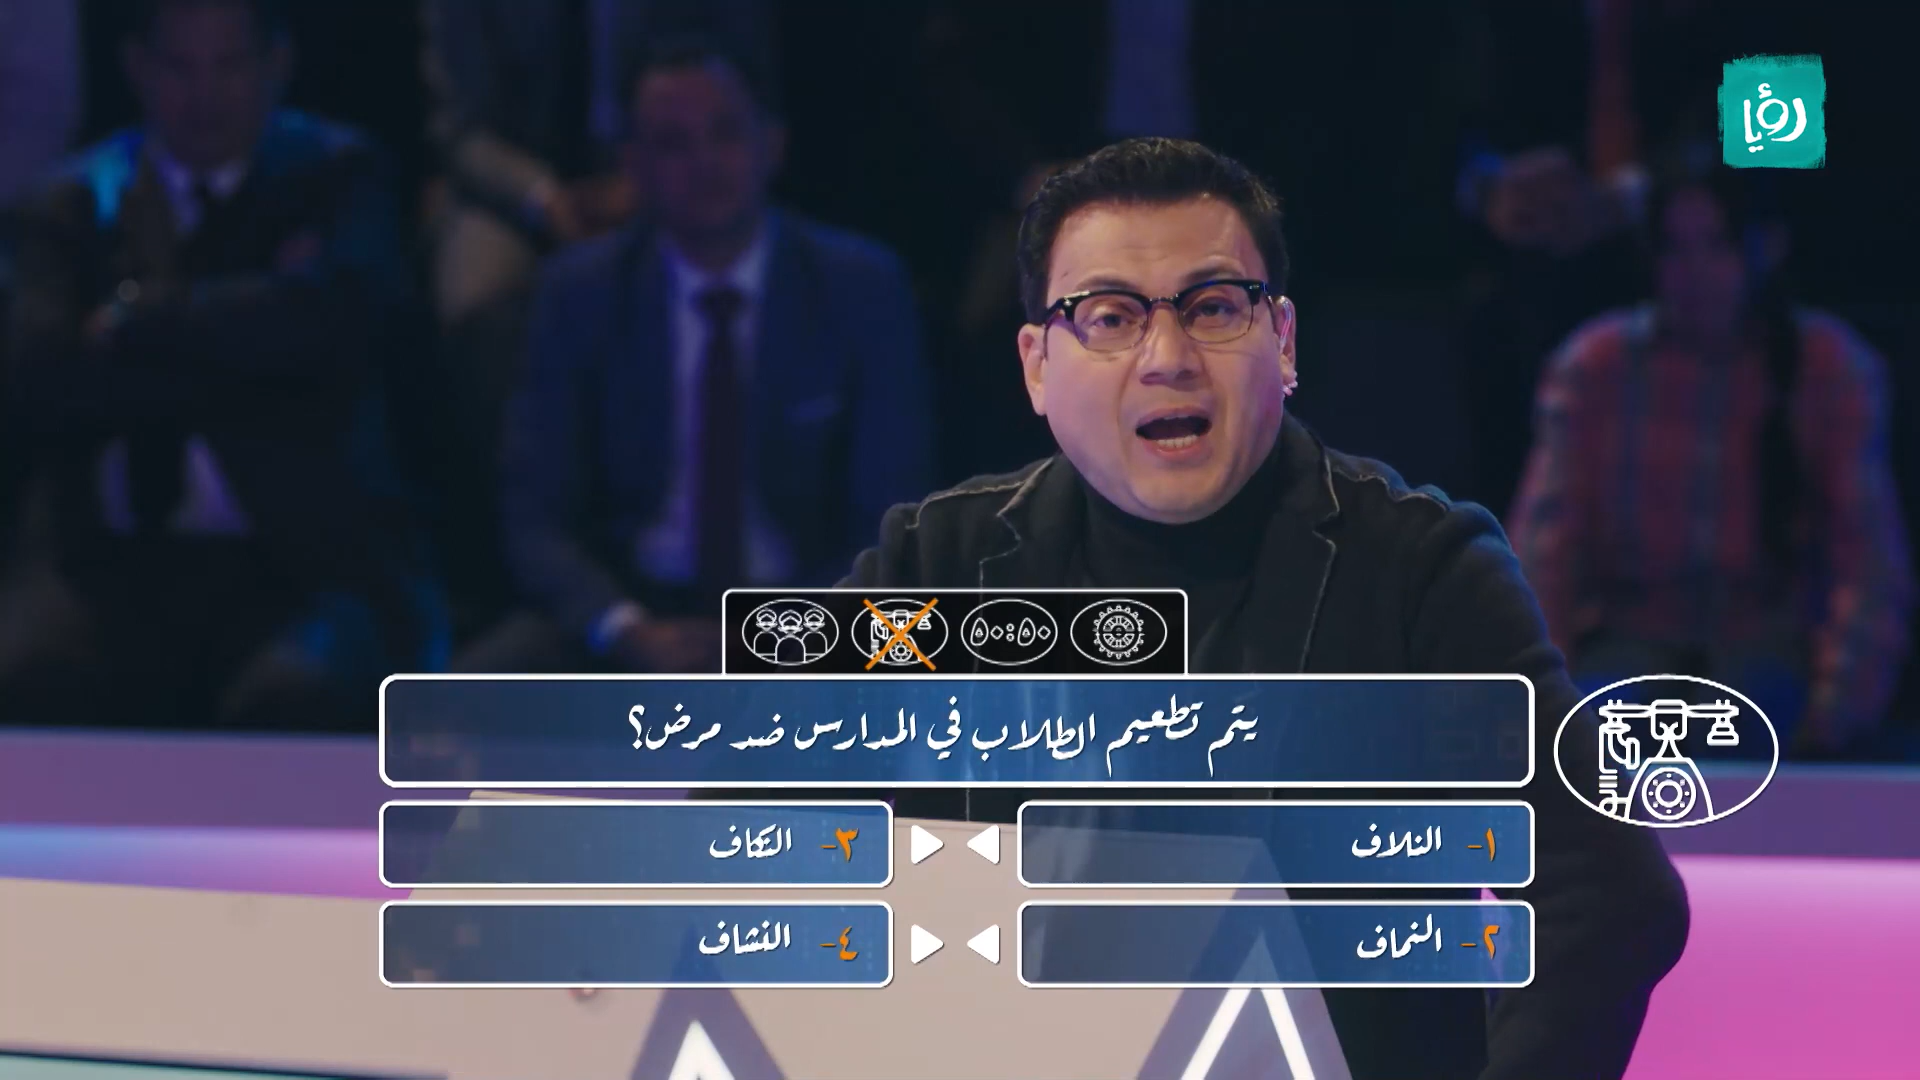 رؤيا
٥٠:٥٠
يتم تطعيم الطلاب في المدارس ضد مرض؟
١- النلاف
٣- النكاف
٢- النماف
٤- النشاف